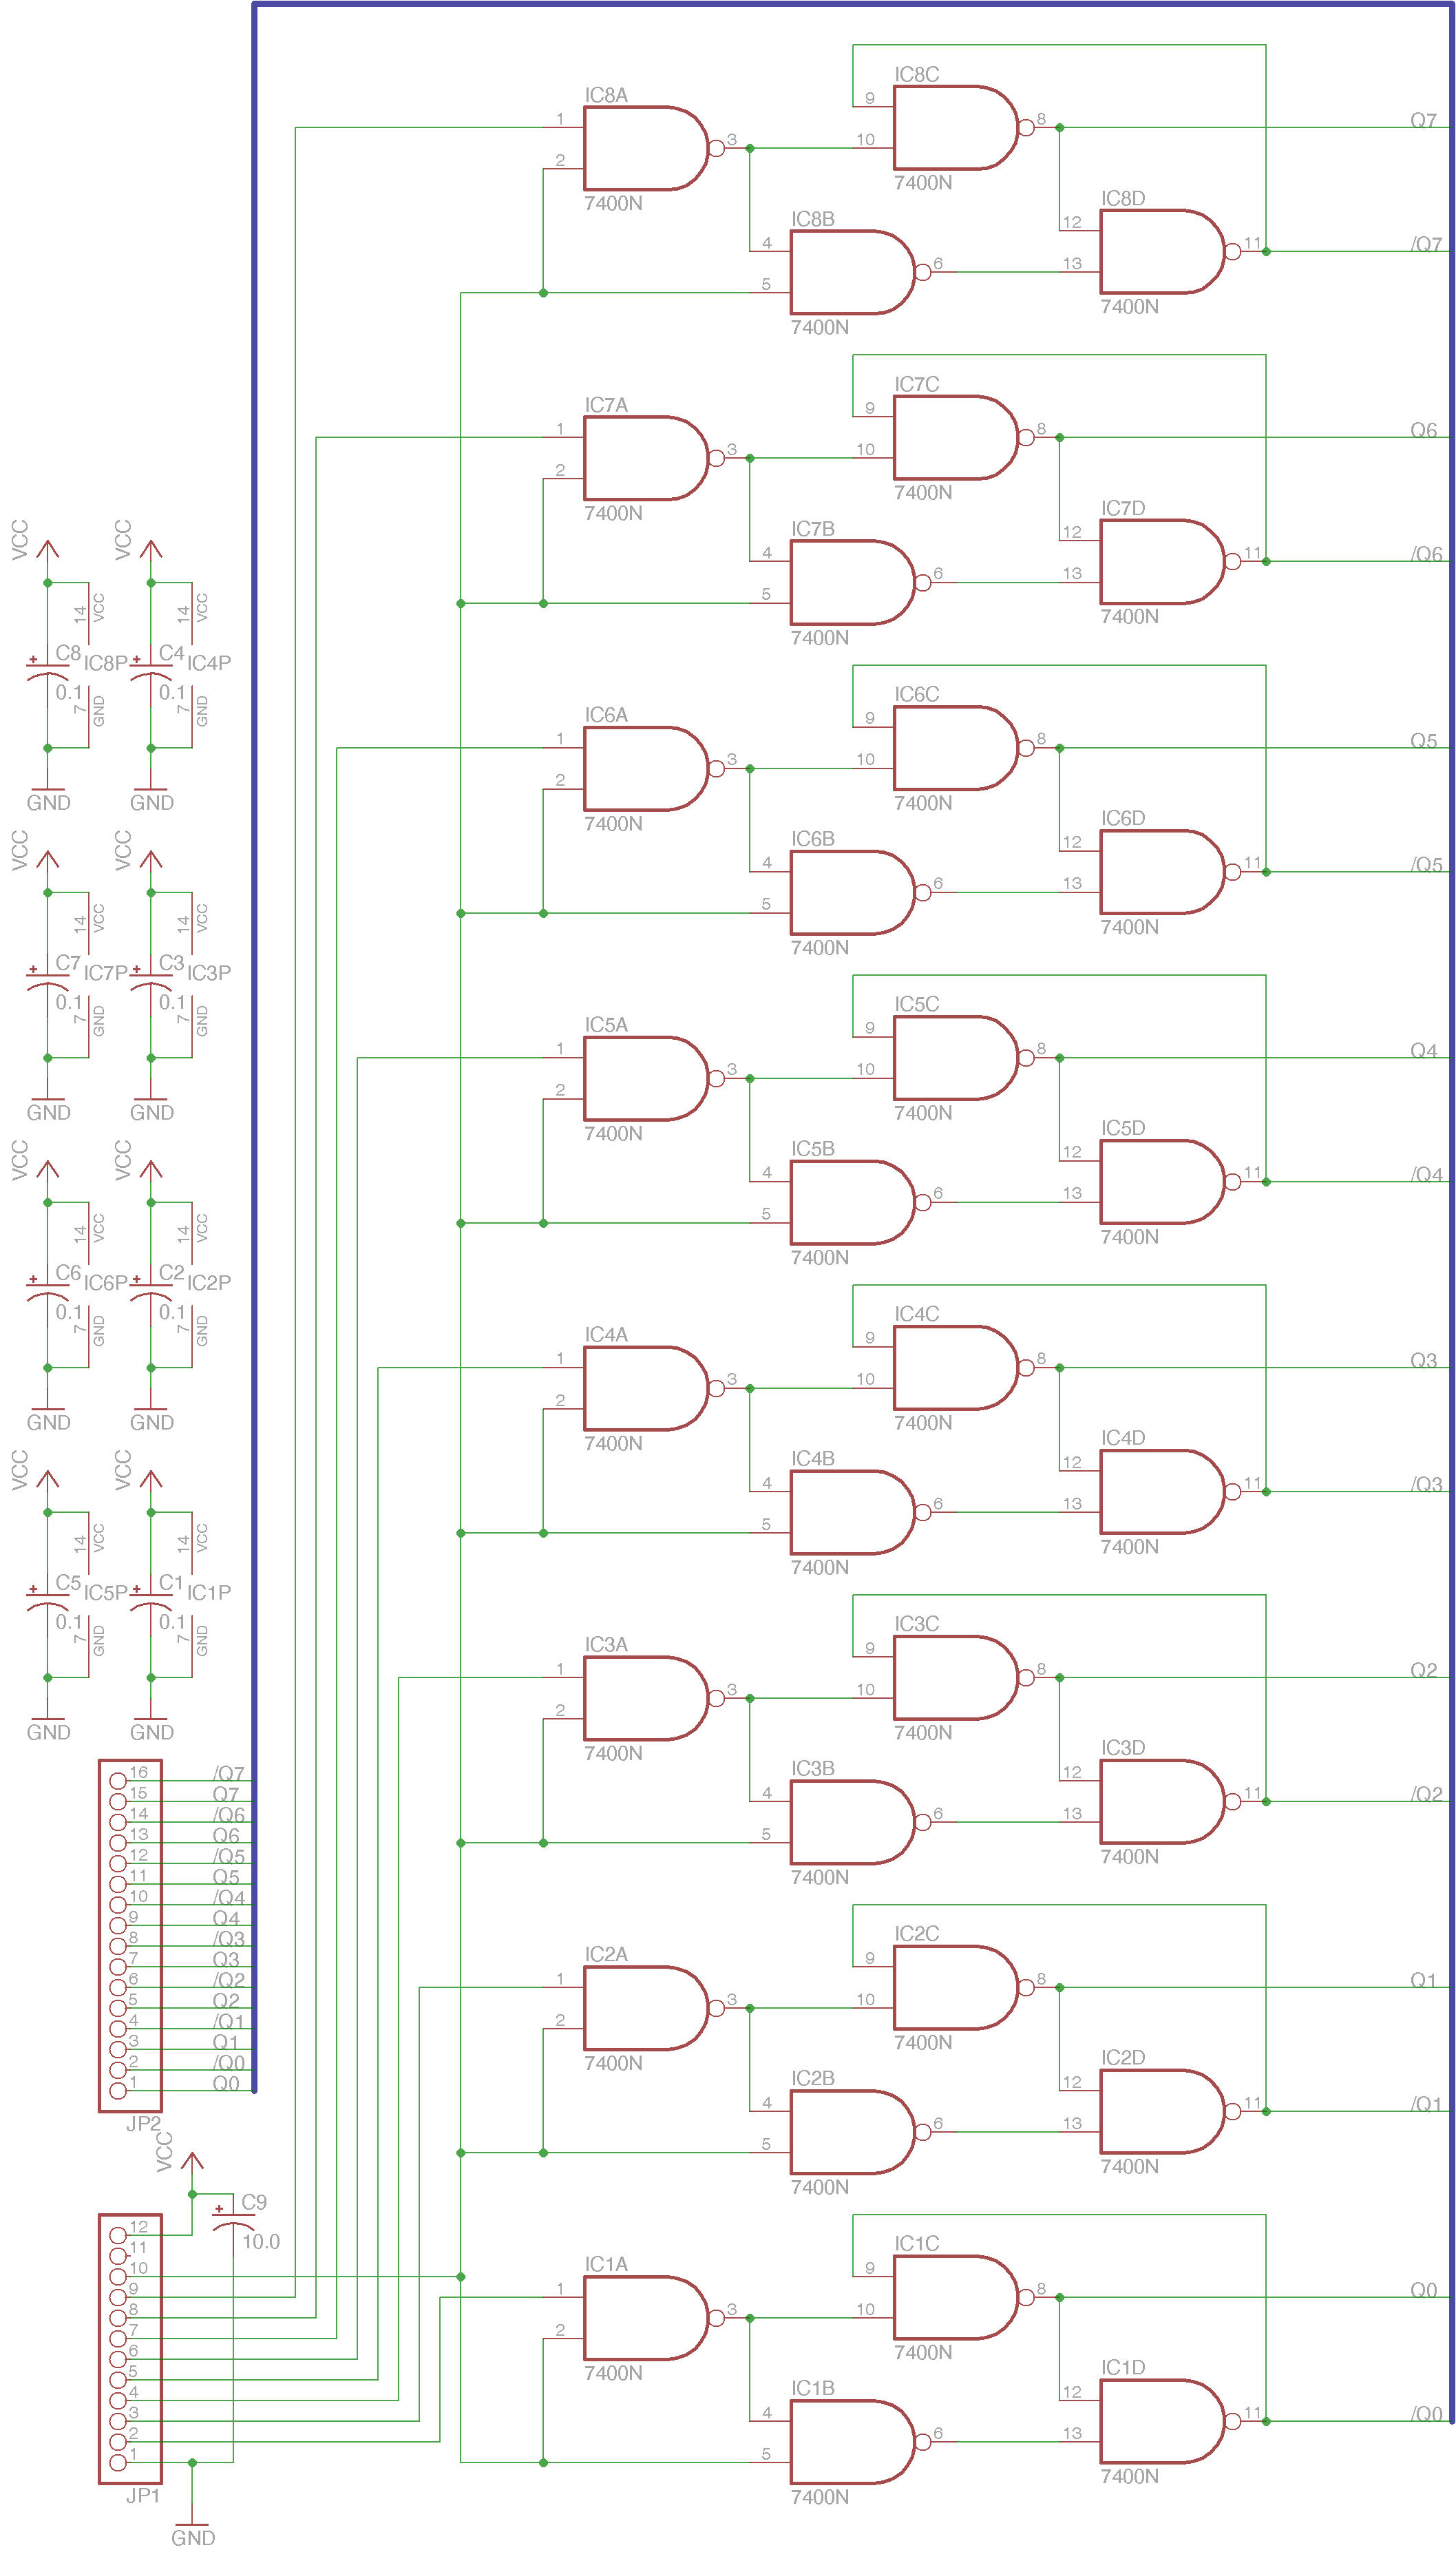 IC8A
1
2
3
7400N
IC8B
4
5
6
7400N
IC8C
9
10
8
7400N
IC8D
12
13
11
7400N
Q7
/Q7
IC7A
1
2
3
7400N
IC7B
4
5
6
7400N
IC7C
9
10
8
7400N
IC7D
12
13
11
7400N
Q6
/Q6
IC6A
1
2
3
7400N
IC6B
4
5
6
7400N
IC6C
9
10
8
7400N
IC6D
12
13
11
7400N
Q5
/Q5
IC5A
1
2
3
7400N
IC5B
4
5
6
7400N
IC5C
9
10
8
7400N
IC5D
12
13
11
7400N
Q4
/Q4
IC4A
1
2
3
7400N
IC4B
4
5
6
7400N
IC4C
9
10
8
7400N
IC4D
12
13
11
7400N
Q3
/Q3
IC3A
1
2
3
7400N
IC3B
4
5
6
7400N
IC3C
9
10
8
7400N
IC3D
12
13
11
7400N
Q2
/Q2
IC2A
1
2
3
7400N
IC2B
4
5
6
7400N
IC2C
9
10
8
7400N
IC2D
12
13
11
7400N
Q1
/Q1
IC1A
1
2
3
7400N
IC1B
4
5
6
7400N
IC1C
9
10
8
7400N
IC1D
12
13
11
7400N
Q0
/Q0
VCC
14
VCC
C8
IC8P
0.1
7
GND
GND
VCC
14
VCC
C4
IC4P
0.1
7
GND
GND
VCC
14
VCC
C7
IC7P
0.1
7
GND
GND
VCC
14
VCC
C3
IC3P
0.1
7
GND
GND
VCC
14
VCC
C6
IC6P
0.1
7
GND
GND
VCC
14
VCC
C2
IC2P
0.1
7
GND
GND
VCC
14
VCC
C5
IC5P
0.1
7
GND
GND
VCC
14
VCC
C1
IC1P
0.1
7
GND
GND
16 /Q7
15 Q7
14 /Q6
13 Q6
12 /Q5
11 Q5
10 /Q4
9 Q4
8 /Q3
7 Q3
6 /Q2
5 Q2
4 /Q1
3 Q1
2 /Q0
1 Q0
JP2
VCC
C9
10.0
12
11
10
9
8
7
6
5
4
3
2
1
JP1
GND